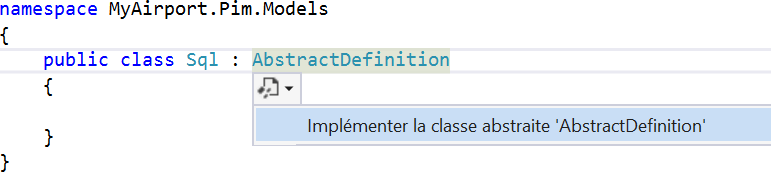 namespace MyAirport.Pim.Models
{
public class Sql : AbstractDefinition
{
Implémenter la classe abstraite 'AbstractDefinition'
}
}